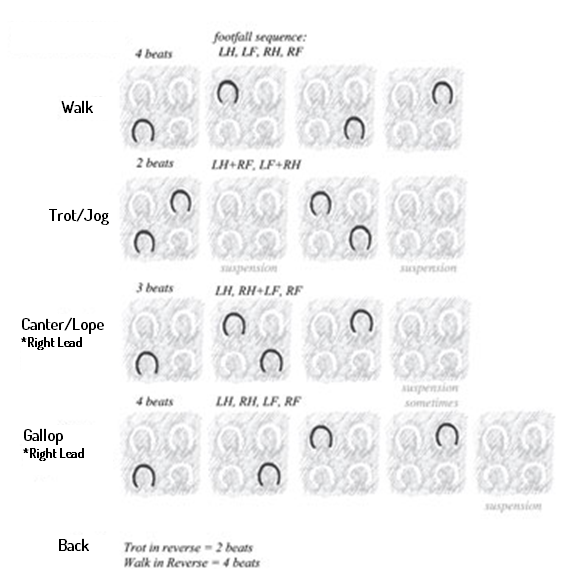 footfall sequence:
4 beats LH, LF, RH, RF
Walk
2 beats LH+RF, LF+RH
Trot/Jog
suspension suspension
3 beats LH, RH+LF, RF
Canter/Lope
*Right Lead
suspension
sometimes
4 beats LH, RH, LF, RF
Gallop
*Right Lead
suspension
Back Trot in reverse = 2 beats
Walk in Reverse = 4 beats